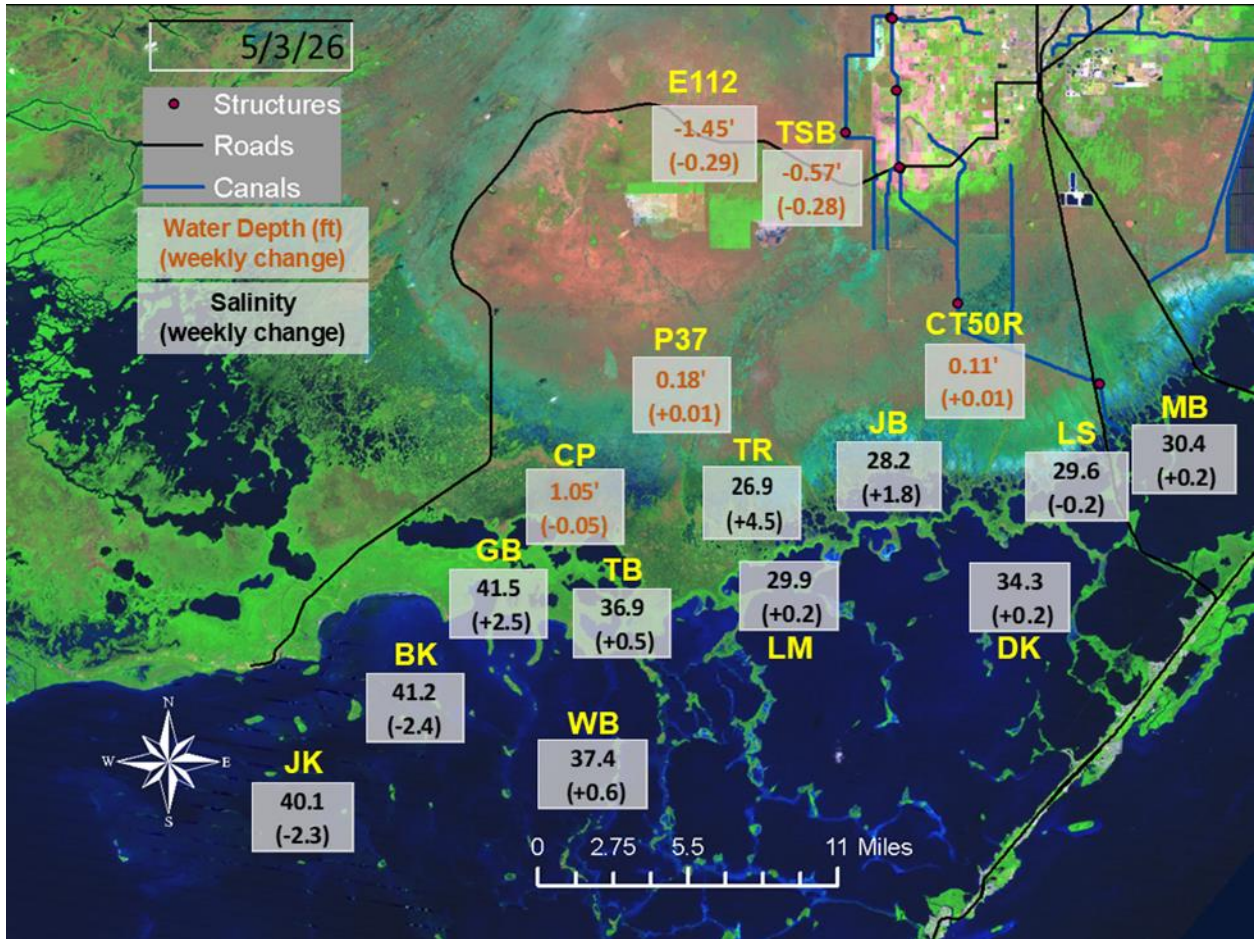 5/3/26
Structures
Roads
Canals
Water Depth (ft)
(weekly change)
Salinity
(weekly change)
E112
-1.45'
(-0.29)
TSB
-0.57'
(-0.28)
P37
0.18'
(+0.01)
CT50R
0.11'
(+0.01)
CP
1.05'
(-0.05)
TR
26.9
(+4.5)
JB
28.2
(+1.8)
LS
29.6
(-0.2)
MB
30.4
(+0.2)
GB
41.5
(+2.5)
TB
36.9
(+0.5)
29.9
(+0.2)
LM
34.3
(+0.2)
DK
BK
41.2
(-2.4)
WB
37.4
(+0.6)
JK
40.1
(-2.3)
N
W E
S
0 2.75 5.5 11 Miles